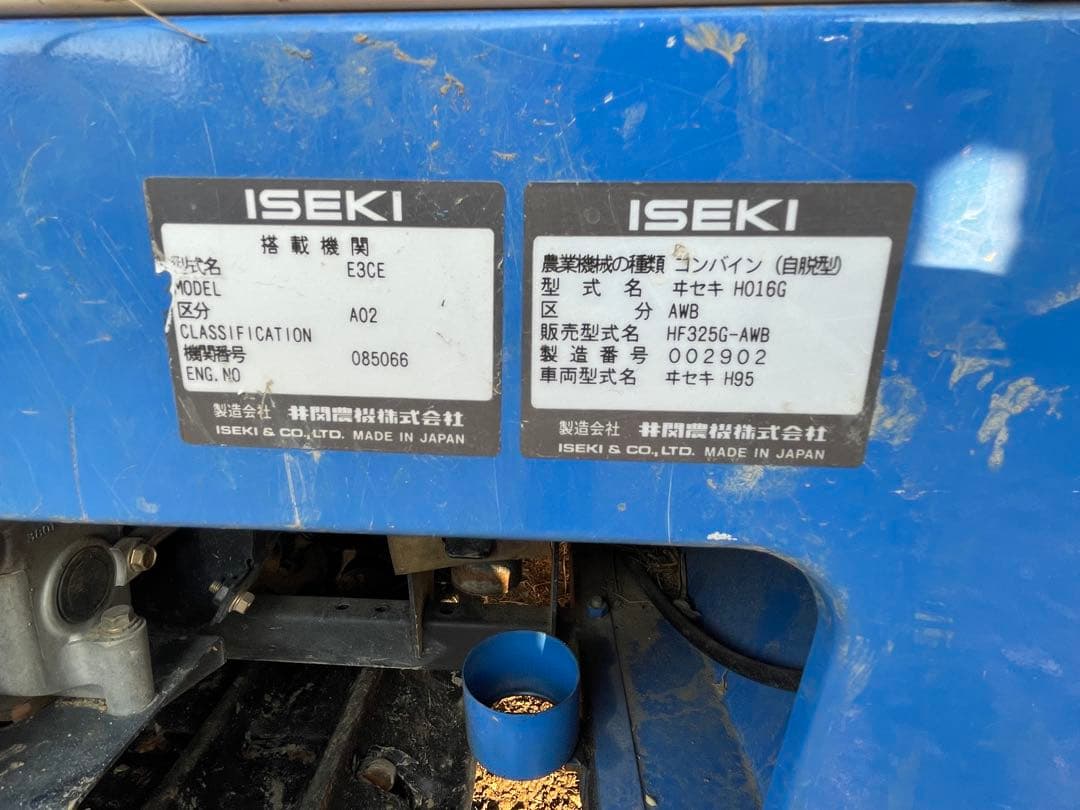 ISEKI
搭載機関
型式名 E3CE
MODEL
区分 A02
CLASSIFICATION
機関番号 085066
ENG.NO
製造会社 井関農機株式会社
ISEKI & CO.,LTD. MADE IN JAPAN
ISEKI
農業機械の種類 コンバイン (自脱型)
型式名 ヰセキ HO16G
区分 AWB
販売型式名 HF325G-AWB
製造番号 002902
車両型式名 ヰセキ H95
製造会社 井関農機株式会社
ISEKI & CO.,LTD. MADE IN JAPAN